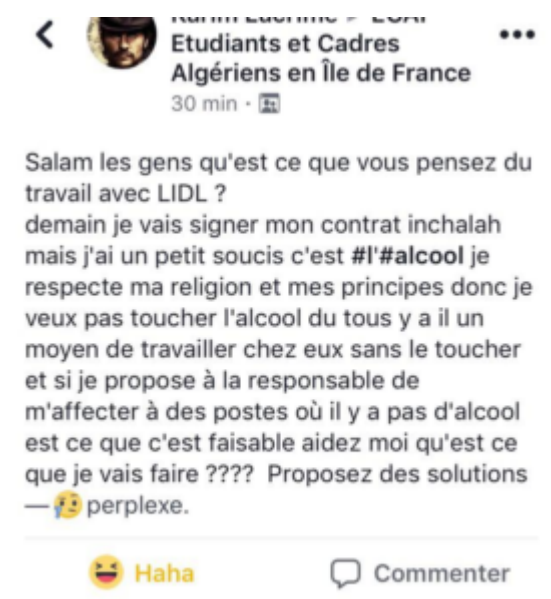 Etudiants et Cadres
Algériens en Île de France
30 min ·
Salam les gens qu'est ce que vous pensez du
travail avec LIDL ?
demain je vais signer mon contrat inchalah
mais j'ai un petit soucis c'est #l'#alcool je
respecte ma religion et mes principes donc je
veux pas toucher l'alcool du tous y a il un
moyen de travailler chez eux sans le toucher
et si je propose à la responsable de
m'affecter à des postes où il y a pas d'alcool
est ce que c'est faisable aidez moi qu'est ce
que je vais faire ???? Proposez des solutions
— perplexe.
Haha
Commenter